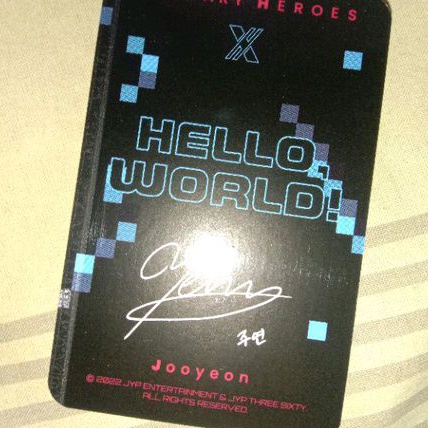 HEROES
HELLO,
WORLD!
주연
Jooyeon
© 2022 JYP ENTERTAINMENT & JYP THREE SIXTY.
ALL RIGHTS RESERVED.